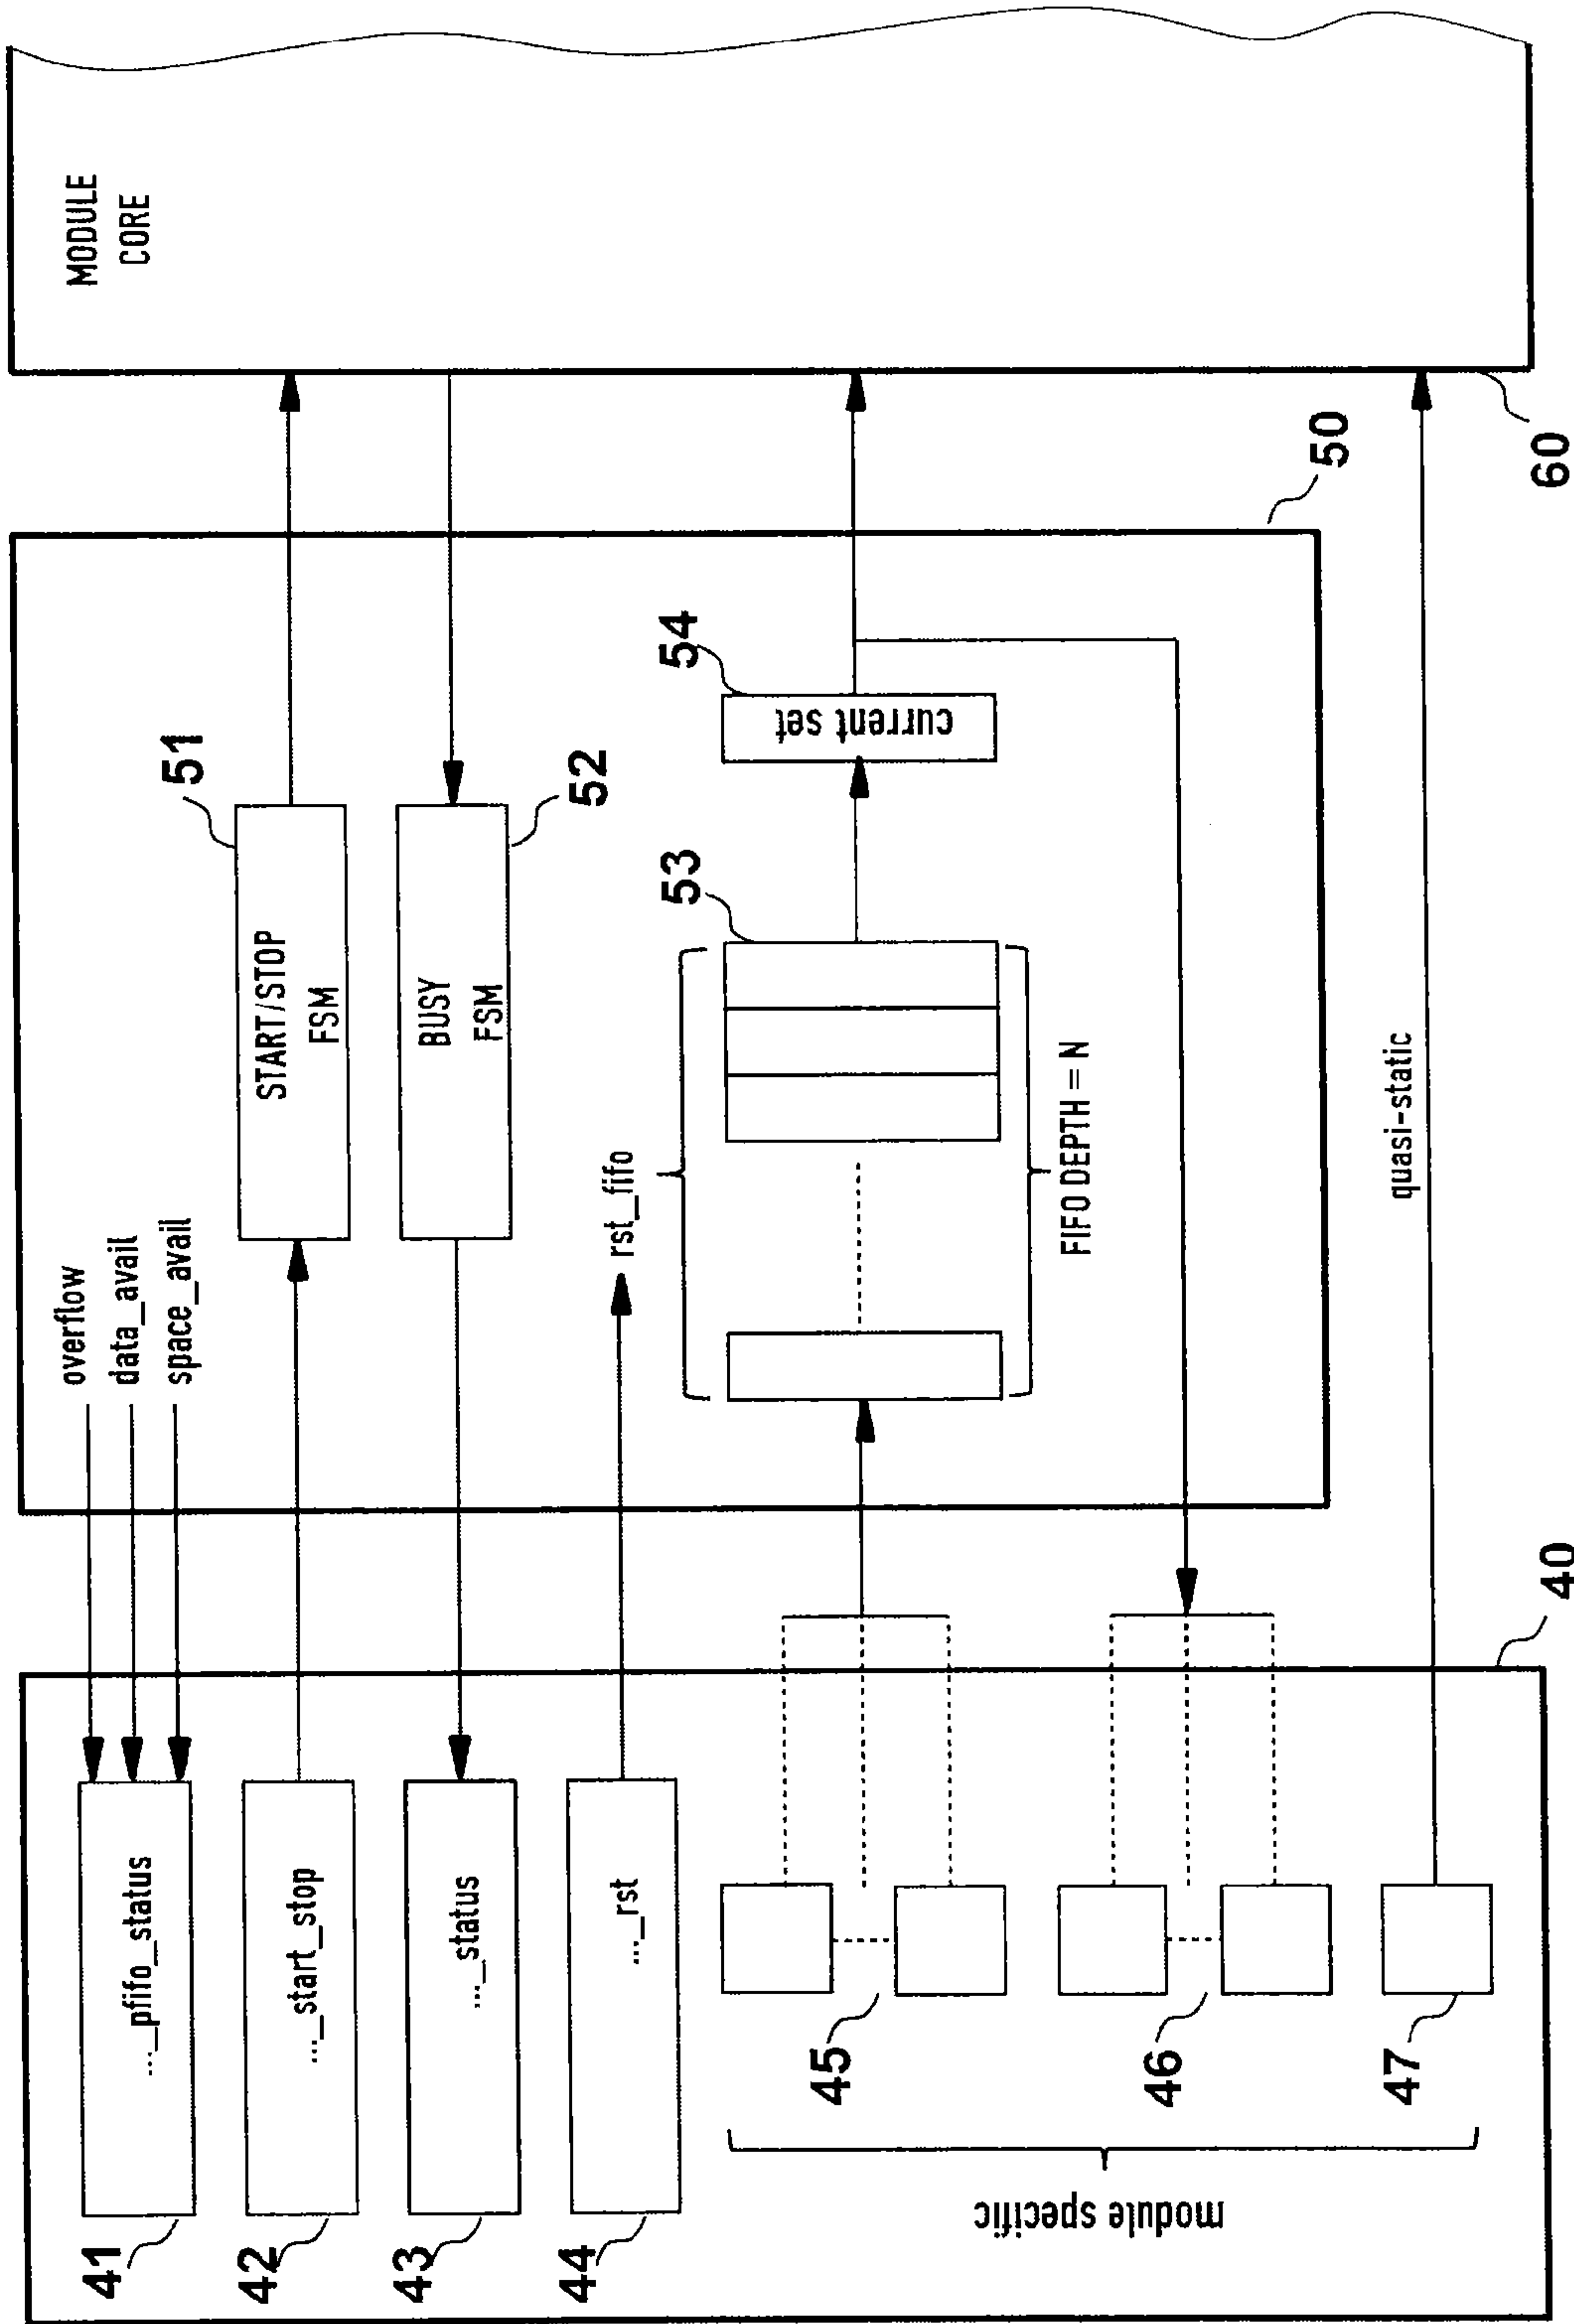 overflow
data_avail
space_avail
41
..._pfifo_status
42
..._start_stop
START/STOP
FSM
51
43
..._status
BUSY
FSM
52
44
..._rst
rst_fifo
MODULE
CORE
module specific
45
53
FIFO DEPTH = N
54
current set
46
47
quasi-static
40
50
60